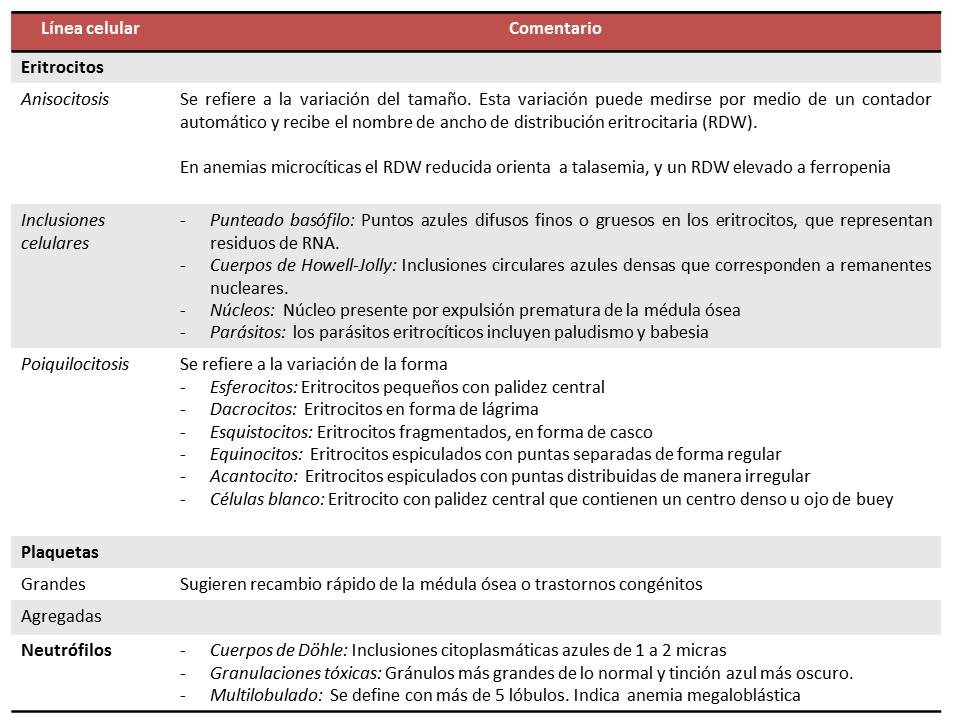 Línea celular Comentario
Eritrocitos
Anisocitosis Se refiere a la variación del tamaño. Esta variación puede medirse por medio de un contador
automático y recibe el nombre de ancho de distribución eritrocitaria (RDW).
En anemias microcíticas el RDW reducida orienta a talasemia, y un RDW elevado a ferropenia
Inclusiones - Punteado basófilo: Puntos azules difusos finos o gruesos en los eritrocitos, que representan
celulares residuos de RNA.
- Cuerpos de Howell-Jolly: Inclusiones circulares azules densas que corresponden a remanentes
nucleares.
- Núcleos: Núcleo presente por expulsión prematura de la médula ósea
- Parásitos: los parásitos eritrocíticos incluyen paludismo y babesia
Poiquilocitosis Se refiere a la variación de la forma
- Esferocitos: Eritrocitos pequeños con palidez central
- Dacrocitos: Eritrocitos en forma de lágrima
- Esquistocitos: Eritrocitos fragmentados, en forma de casco
- Equinocitos: Eritrocitos espiculados con puntas separadas de forma regular
- Acantocito: Eritrocitos espiculados con puntas distribuidas de manera irregular
- Células blanco: Eritrocito con palidez central que contienen un centro denso u ojo de buey
Plaquetas
Grandes Sugieren recambio rápido de la médula ósea o trastornos congénitos
Agregadas
Neutrófilos - Cuerpos de Döhle: Inclusiones citoplasmáticas azules de 1 a 2 micras
- Granulaciones tóxicas: Gránulos más grandes de lo normal y tinción azul más oscuro.
- Multilobulado: Se define con más de 5 lóbulos. Indica anemia megaloblástica